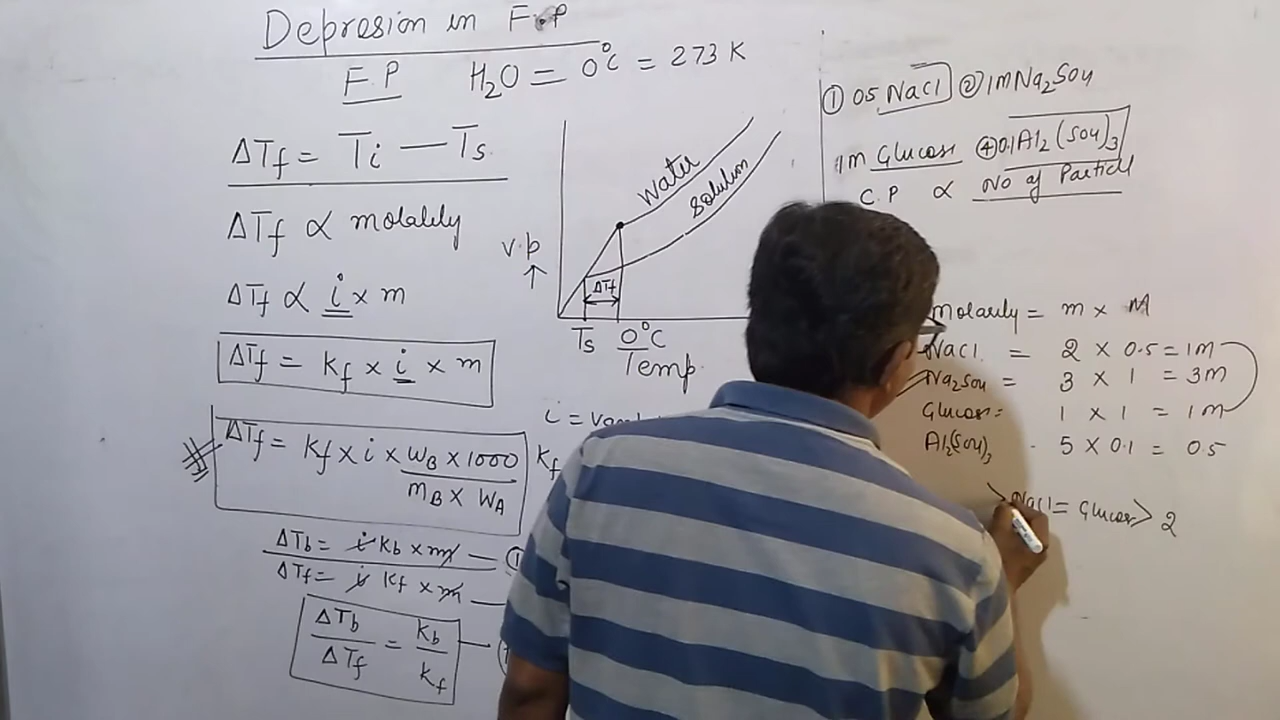 Depresion in F.P
F.P H₂O = 0°C = 273 K
ΔTf = Ti — Ts
ΔTf ∝ molality
ΔTf ∝ i × m
ΔTf = Kf × i × m
ΔTf = Kf × i × WB × 1000 / MB × WA
ΔTb = i Kb × m — ①
ΔTf = i Kf × m —
ΔTb / ΔTf = Kb / Kf
Water
Solution
V.P
ΔTf
Ts 0°C
Temp
i =
Kf
① 05 NaCl ② 1m Na₂SO4
1m Glucose ④ 0.1 Al₂(SO4)₃
C.P ∝ No of Particl
molarity = m × M
NaCl = 2 × 0.5 = 1m
Na₂SO4 = 3 × 1 = 3m
Glucose = 1 × 1 = 1m
Al₂(SO4)₃ - 5 × 0.1 = 0.5
> NaCl = Glucose > 2